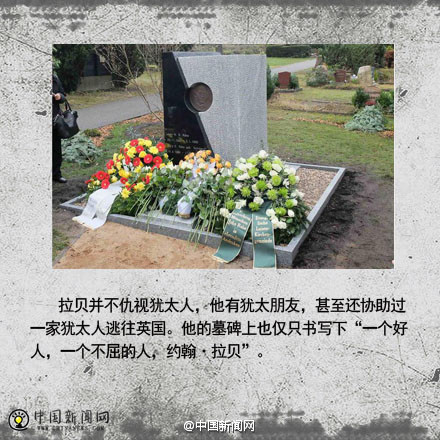 拉贝并不仇视犹太人，他有犹太朋友，甚至还协助过
一家犹太人逃往英国。他的墓碑上也仅只书写下“一个好
人，一个不屈的人，约翰·拉贝”。
中国新闻网
@中国新闻网